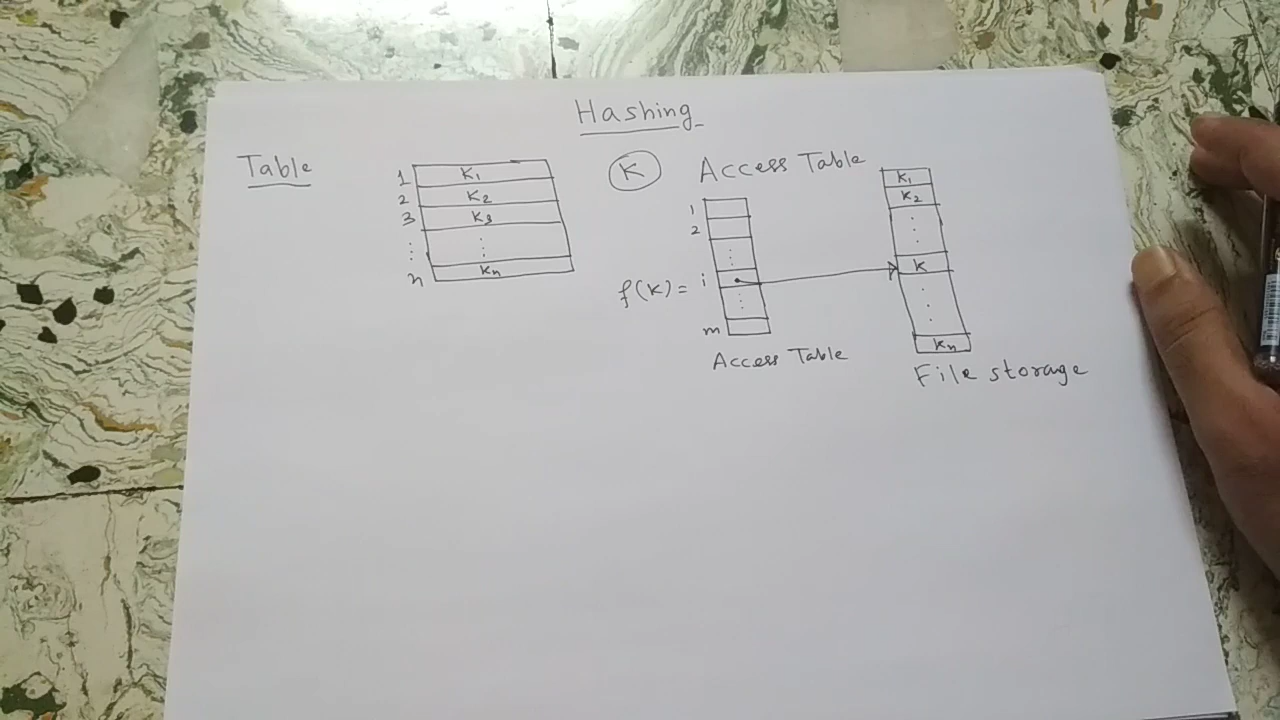 Hashing
Table
1 K1
2 K2
3 K3
⋮ ⋮
n Kn
K
Access Table
1
2
⋮
f(K) = i
⋮
m
Access Table
K1
K2
⋮
K
⋮
Kn
File storage